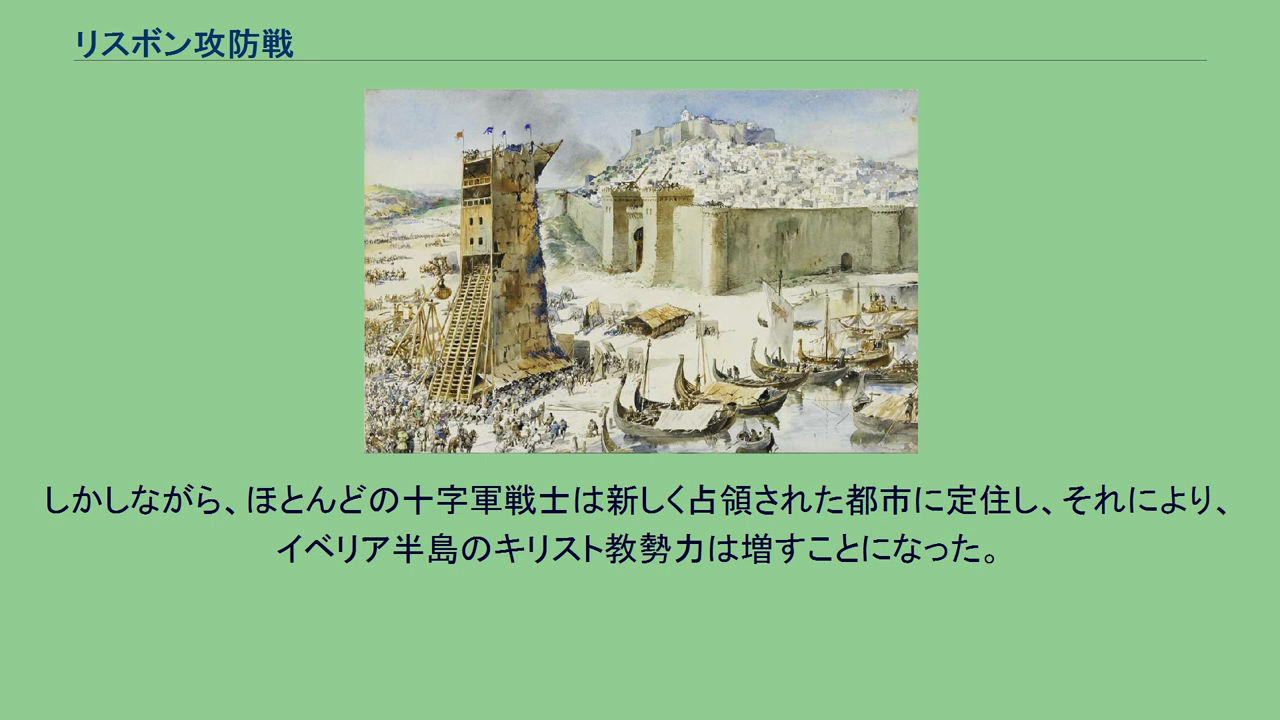 リスボン攻防戦
しかしながら、ほとんどの十字軍戦士は新しく占領された都市に定住し、それにより、
イベリア半島のキリスト教勢力は増すことになった。